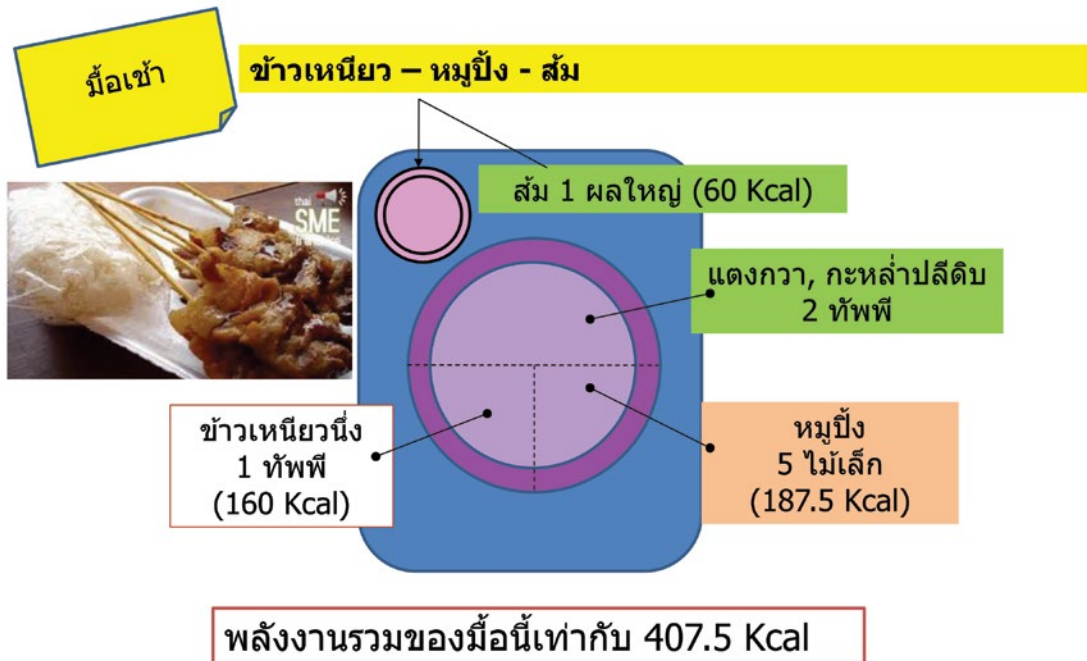 มื้อเช้า
ข้าวเหนียว – หมูปิ้ง - ส้ม
thai
SME
ส้ม 1 ผลใหญ่ (60 Kcal)
แตงกวา, กะหล่ำปลีดิบ
2 ทัพพี
ข้าวเหนียวนึ่ง
1 ทัพพี
(160 Kcal)
หมูปิ้ง
5 ไม้เล็ก
(187.5 Kcal)
พลังงานรวมของมื้อนี้เท่ากับ 407.5 Kcal